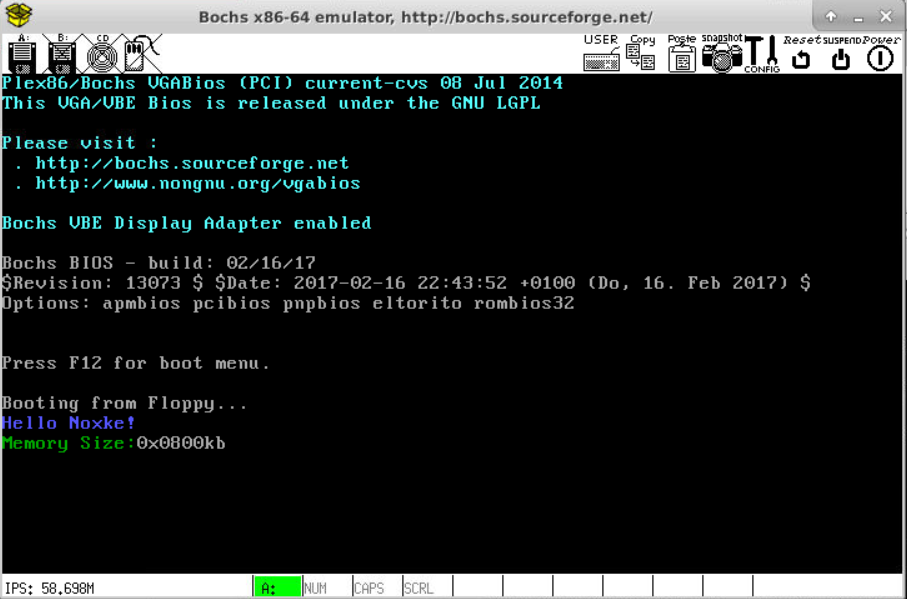 Bochs x86-64 emulator, http://bochs.sourceforge.net/
A: B: CD USER Copy Paste snapshot CONFIG Reset SUSPEND Power
Plex86/Bochs VGABios (PCI) current-cvs 08 Jul 2014
This VGA/VBE Bios is released under the GNU LGPL
Please visit :
. http://bochs.sourceforge.net
. http://www.nongnu.org/vgabios
Bochs VBE Display Adapter enabled
Bochs BIOS - build: 02/16/17
$Revision: 13073 $ $Date: 2017-02-16 22:43:52 +0100 (Do, 16. Feb 2017) $
Options: apmbios pcibios pnpbios eltorito rombios32
Press F12 for boot menu.
Booting from Floppy...
Hello Noxke!
Memory Size:0x0800kb
IPS: 58.698M A: NUM CAPS SCRL